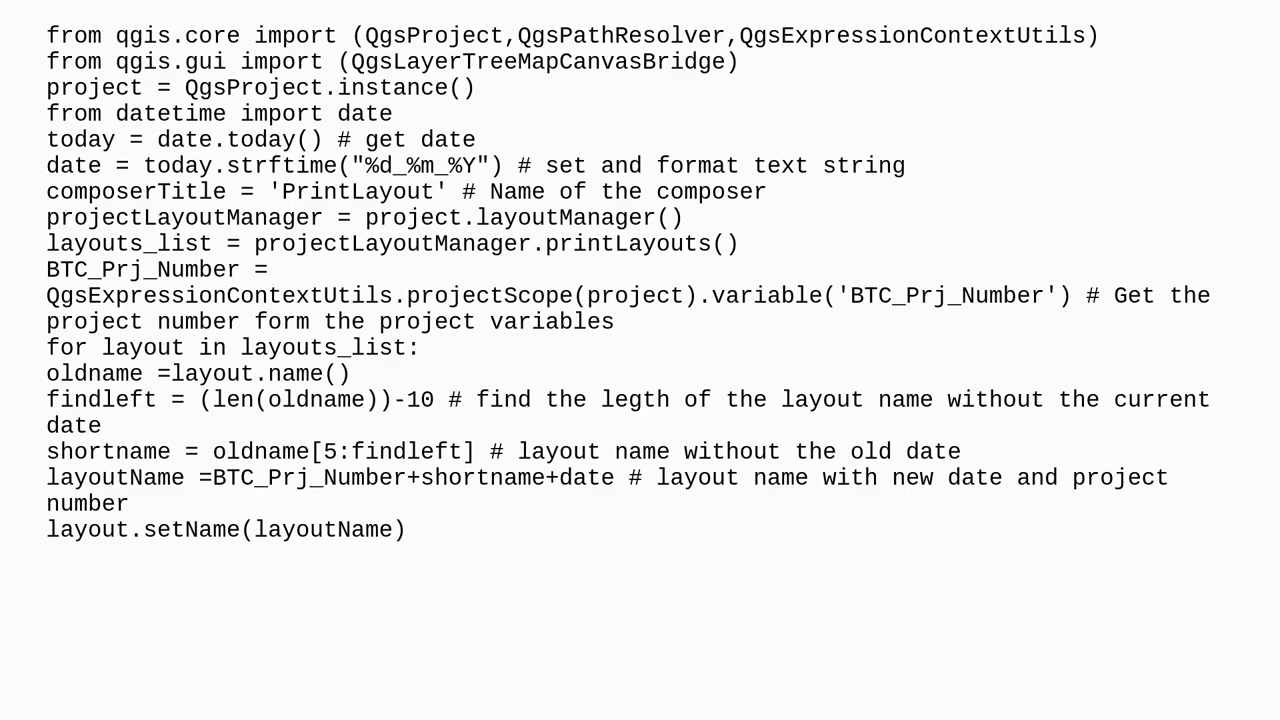 from qgis.core import (QgsProject,QgsPathResolver,QgsExpressionContextUtils)
from qgis.gui import (QgsLayerTreeMapCanvasBridge)
project = QgsProject.instance()
from datetime import date
today = date.today() # get date
date = today.strftime("%d_%m_%Y") # set and format text string
composerTitle = 'PrintLayout' # Name of the composer
projectLayoutManager = project.layoutManager()
layouts_list = projectLayoutManager.printLayouts()
BTC_Prj_Number =
QgsExpressionContextUtils.projectScope(project).variable('BTC_Prj_Number') # Get the
project number form the project variables
for layout in layouts_list:
oldname =layout.name()
findleft = (len(oldname))-10 # find the legth of the layout name without the current
date
shortname = oldname[5:findleft] # layout name without the old date
layoutName =BTC_Prj_Number+shortname+date # layout name with new date and project
number
layout.setName(layoutName)